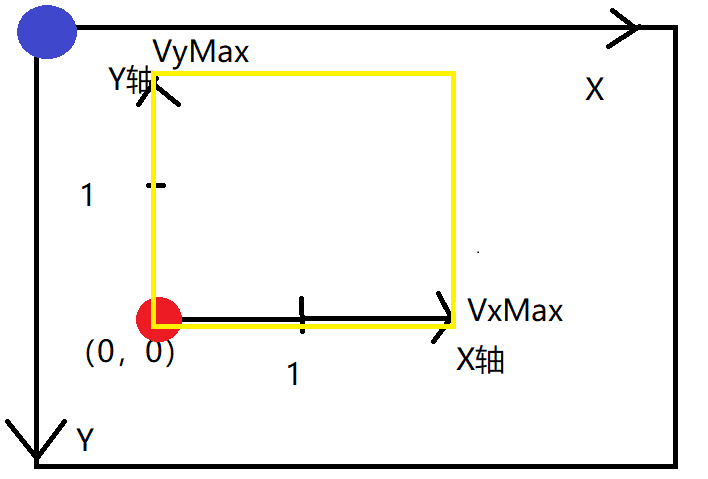 VyMax
Y轴
X
1
VxMax
(0，0)
X轴
1
Y